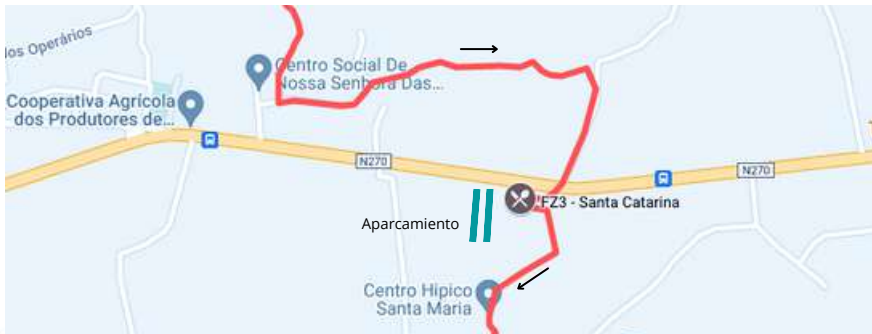 dos Operários
Centro Social De
Nossa Senhora Das...
Cooperativa Agrícola
dos Produtores de...
N270
N270
FZ3 - Santa Catarina
Aparcamiento
Centro Hipico
Santa Maria